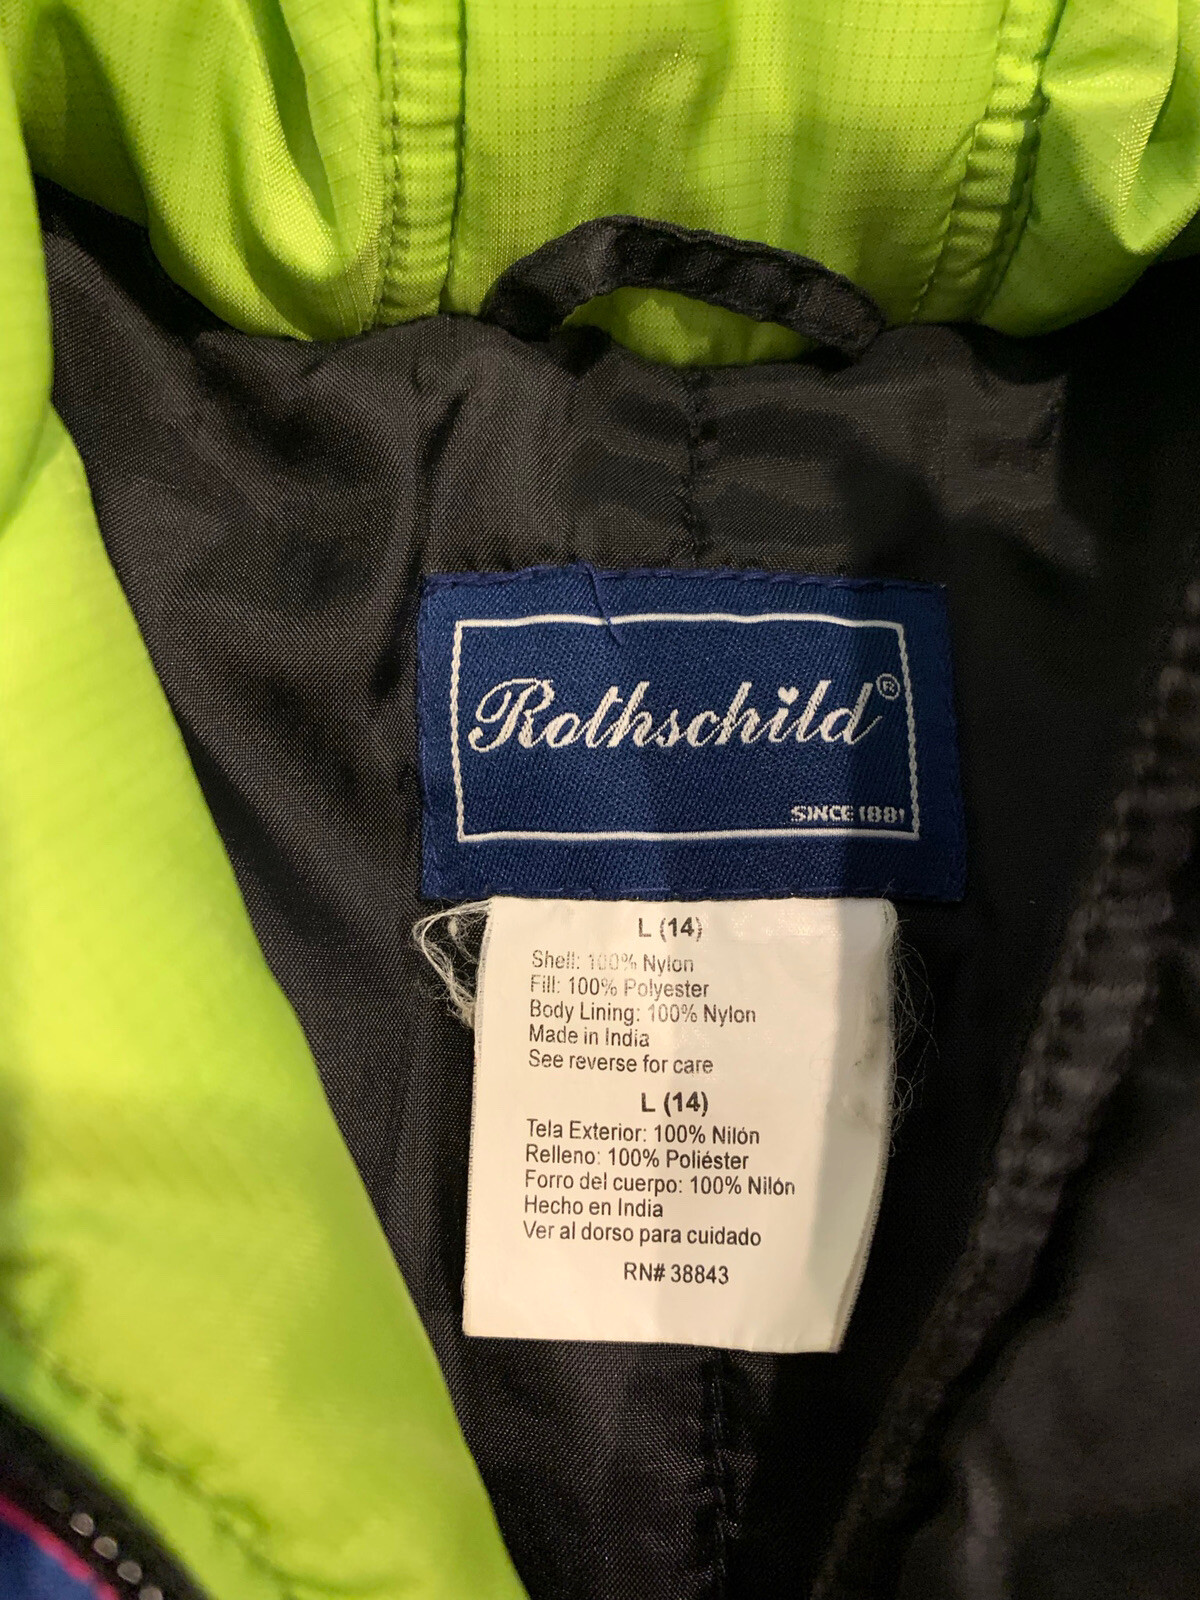 Rothschild®
SINCE 1881
L (14)
Shell: 100% Nylon
Fill: 100% Polyester
Body Lining: 100% Nylon
Made in India
See reverse for care
L (14)
Tela Exterior: 100% Nilón
Relleno: 100% Poliéster
Forro del cuerpo: 100% Nilón
Hecho en India
Ver al dorso para cuidado
RN# 38843